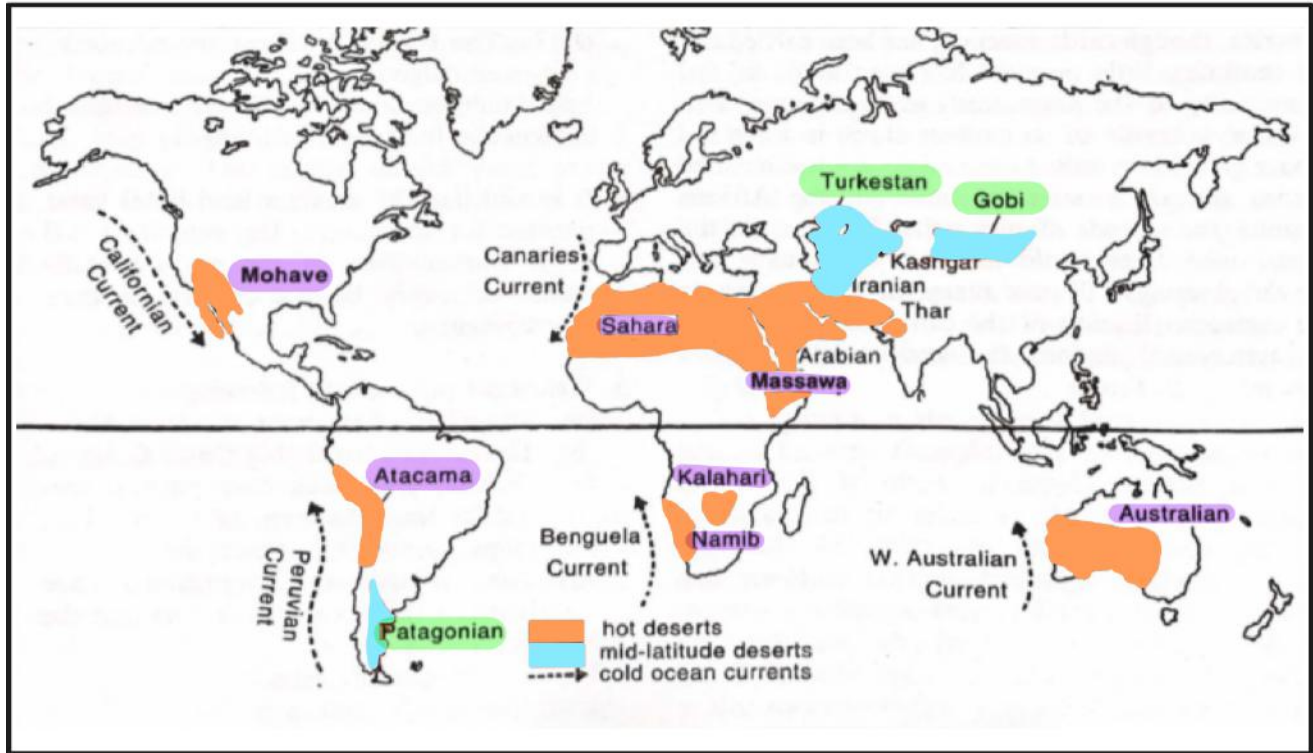 Turkestan
Gobi
Californian
Current
Mohave
Canaries
Current
Kashgar
Iranian
Thar
Sahara
Arabian
Massawa
Atacama
Kalahari
Namib
Australian
Peruvian
Current
Benguela
Current
W. Australian
Current
Patagonian
hot deserts
mid-latitude deserts
cold ocean currents